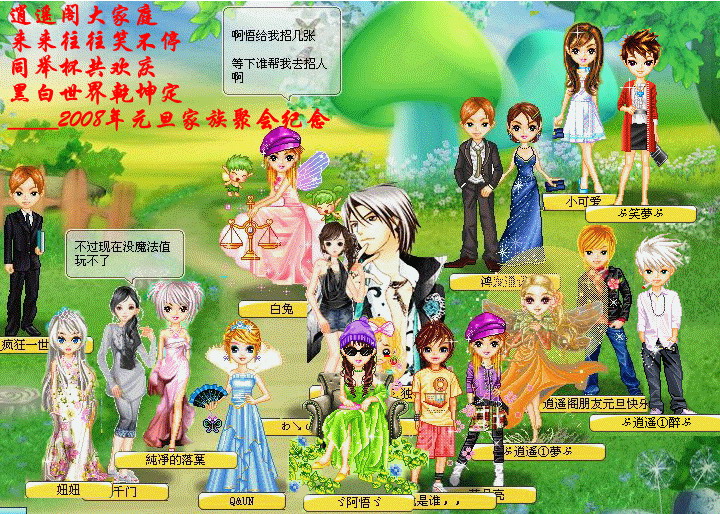 逍遥阁大家庭
来来往往笑不停
同举杯共欢庆
黑白世界乾坤定
____2008年元旦家族聚会纪念
啊悟给我招几张
等下谁帮我去招人
啊
不过现在没魔法值
玩不了
小可爱
笑夢
白兔
疯狂一世
逍遥阁朋友元旦快乐
逍遥①醉
逍遥①夢
純凈的落葉
妞妞
千门
Q&UN
阿悟
是谁，，